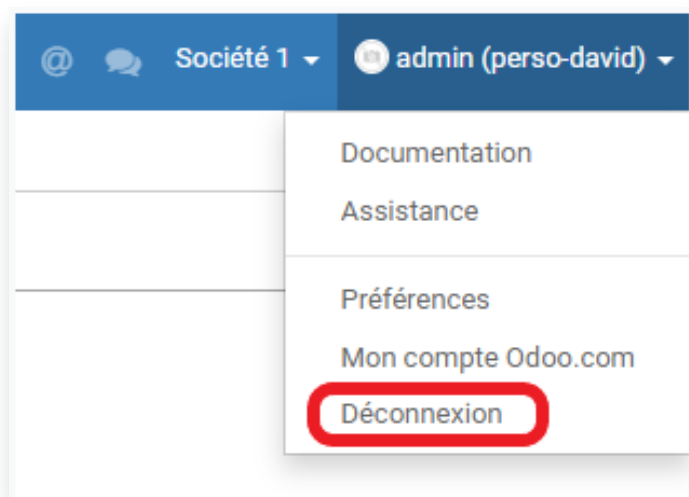 @ Société 1 admin (perso-david)
Documentation
Assistance
Préférences
Mon compte Odoo.com
Déconnexion